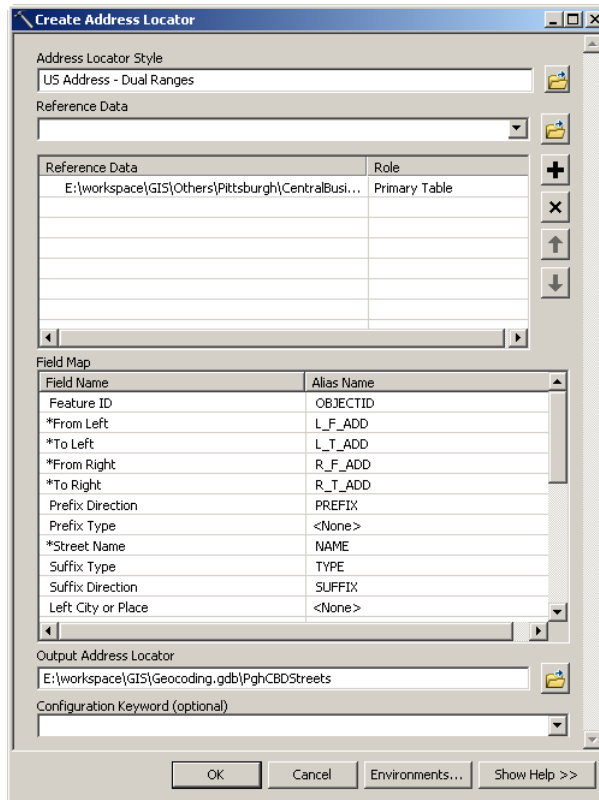 Create Address Locator
Address Locator Style
US Address - Dual Ranges
Reference Data
Reference Data Role
E:\workspace\GIS\Others\Pittsburgh\CentralBusi... Primary Table
Field Map
Field Name Alias Name
Feature ID OBJECTID
*From Left L_F_ADD
*To Left L_T_ADD
*From Right R_F_ADD
*To Right R_T_ADD
Prefix Direction PREFIX
Prefix Type <None>
*Street Name NAME
Suffix Type TYPE
Suffix Direction SUFFIX
Left City or Place <None>
Output Address Locator
E:\workspace\GIS\Geocoding.gdb\PghCBDStreets
Configuration Keyword (optional)
OK Cancel Environments... Show Help >>